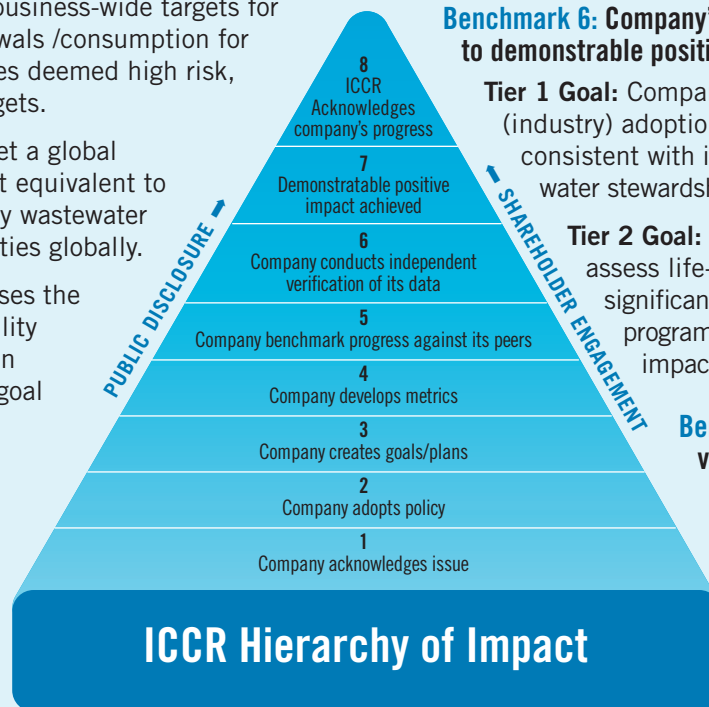 business-wide targets for
wals /consumption for
es deemed high risk,
gets.
et a global
t equivalent to
y wastewater
ties globally.
ses the
lity
n
goal
PUBLIC DISCLOSURE
8
ICCR
Acknowledges
company's progress
7
Demonstratable positive
impact achieved
6
Company conducts independent
verification of its data
5
Company benchmark progress against its peers
4
Company develops metrics
3
Company creates goals/plans
2
Company adopts policy
1
Company acknowledges issue
ICCR Hierarchy of Impact
SHAREHOLDER ENGAGEMENT
Benchmark 6: Company'
to demonstrable positi
Tier 1 Goal: Compa
(industry) adoptio
consistent with i
water stewardsh
Tier 2 Goal:
assess life-
significan
program
impac
Be
v